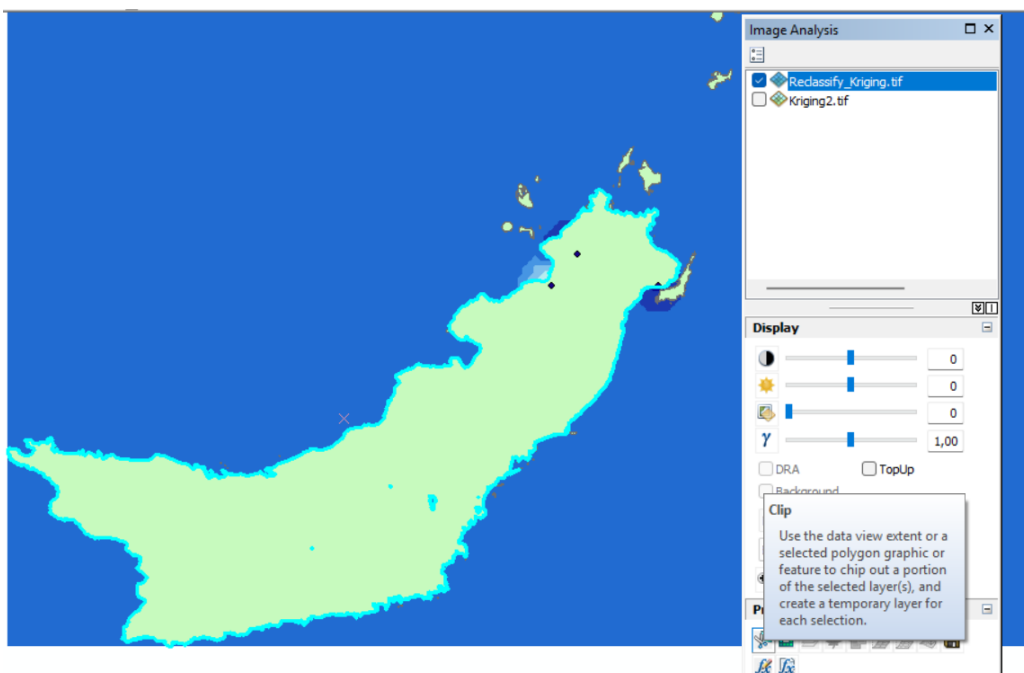 Image Analysis
Reclassify_Kriging.tif
Kriging2.tif
Display
0
0
0
γ
1,00
DRA
TopUp
Background
Clip
Use the data view extent or a
selected polygon graphic or
feature to chip out a portion
of the selected layer(s), and
create a temporary layer for
each selection.